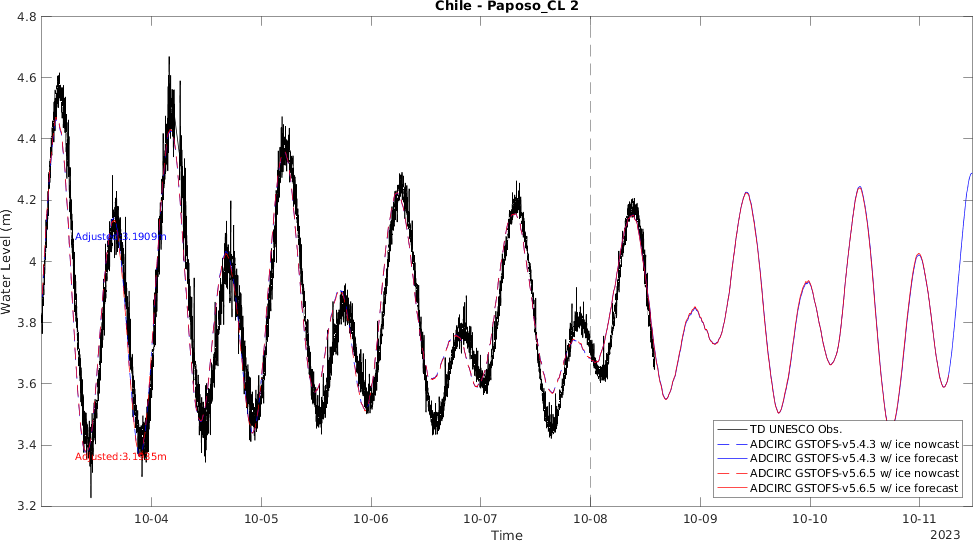 Chile - Paposo_CL 2
Water Level (m)
4.8
4.6
4.4
4.2
4
3.8
3.6
3.4
3.2
Adjusted:3.1909m
TD UNESCO Obs.
ADCIRC GSTOFS-v5.4.3 w/ ice nowcast
ADCIRC GSTOFS-v5.4.3 w/ ice forecast
ADCIRC GSTOFS-v5.6.5 w/ ice nowcast
ADCIRC GSTOFS-v5.6.5 w/ ice forecast
10-04
10-05
10-06
10-07
10-08
10-09
10-10
10-11
Time
2023